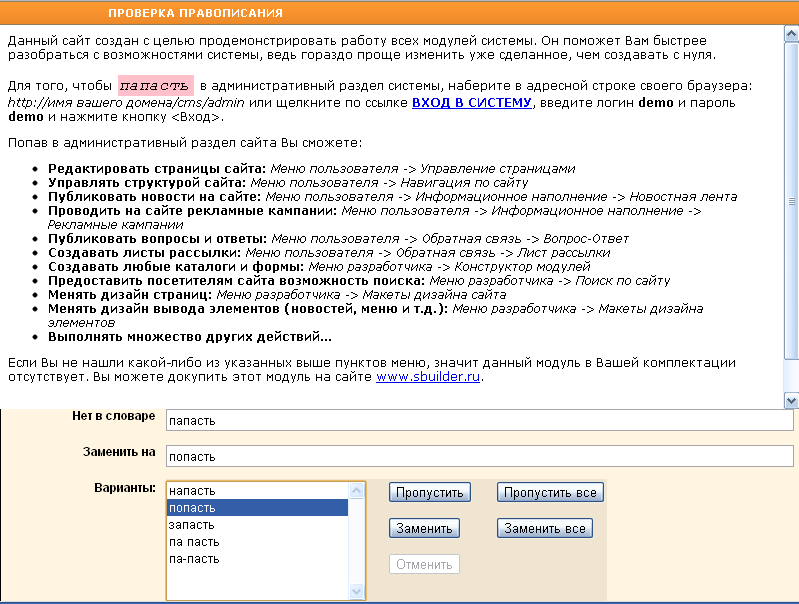 ПРОВЕРКА ПРАВОПИСАНИЯ
Данный сайт создан с целью продемонстрировать работу всех модулей системы. Он поможет Вам быстрее
разобраться с возможностями системы, ведь гораздо проще изменить уже сделанное, чем создавать с нуля.
Для того, чтобы папасть в административный раздел системы, наберите в адресной строке своего браузера:
http://имя вашего домена/cms/admin или щелкните по ссылке ВХОД В СИСТЕМУ, введите логин demo и пароль
demo и нажмите кнопку <Вход>.
Попав в административный раздел сайта Вы сможете:
• Редактировать страницы сайта: Меню пользователя -> Управление страницами
• Управлять структурой сайта: Меню пользователя -> Навигация по сайту
• Публиковать новости на сайте: Меню пользователя -> Информационное наполнение -> Новостная лента
• Проводить на сайте рекламные кампании: Меню пользователя -> Информационное наполнение ->
Рекламные кампании
• Публиковать вопросы и ответы: Меню пользователя -> Обратная связь -> Вопрос-Ответ
• Создавать листы рассылки: Меню пользователя -> Обратная связь -> Лист рассылки
• Создавать любые каталоги и формы: Меню разработчика -> Конструктор модулей
• Предоставить посетителям сайта возможность поиска: Меню разработчика -> Поиск по сайту
• Менять дизайн страниц: Меню разработчика -> Макеты дизайна сайта
• Менять дизайн вывода элементов (новостей, меню и т.д.): Меню разработчика -> Макеты дизайна
элементов
• Выполнять множество других действий...
Если Вы не нашли какой-либо из указанных выше пунктов меню, значит данный модуль в Вашей комплектации
отсутствует. Вы можете докупить этот модуль на сайте www.sbuilder.ru.
Нет в словаре папасть
Заменить на попасть
Варианты: напасть Пропустить Пропустить все
попасть
запасть Заменить Заменить все
па пасть
па-пасть Отменить